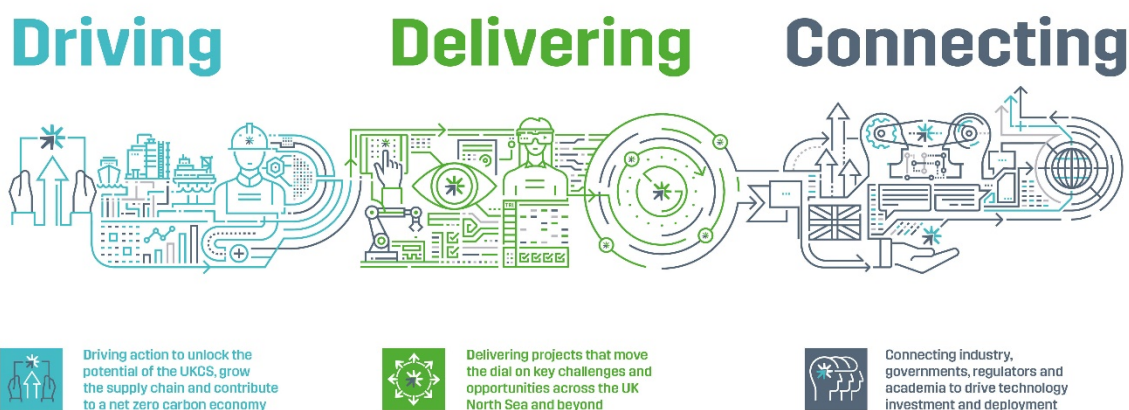 Driving
Delivering
Connecting
TRL
Driving action to unlock the
potential of the UKCS, grow
the supply chain and contribute
to a net zero carbon economy
Delivering projects that move
the dial on key challenges and
opportunities across the UK
North Sea and beyond
Connecting industry,
governments, regulators and
academia to drive technology
investment and deployment